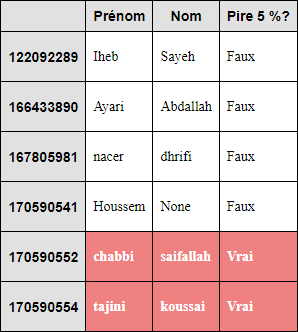 Prénom Nom Pire 5 %?
122092289 Iheb Sayeh Faux
166433890 Ayari Abdallah Faux
167805981 nacer dhrifi Faux
170590541 Houssem None Faux
170590552 chabbi saifallah Vrai
170590554 tajini koussai Vrai